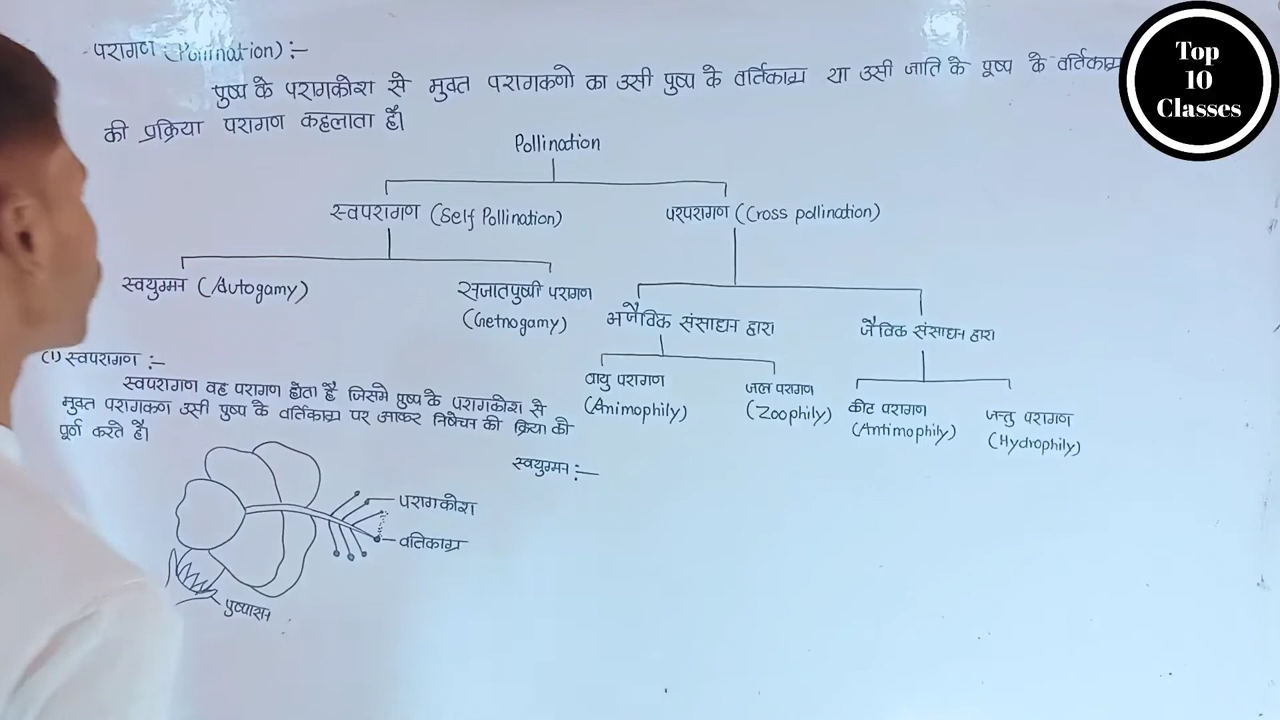 परागण (Pollination) :-
पुष्प के परागकोश से मुक्त परागकणो का उसी पुष्प के वर्तिकाग्र या उसी जाति के पुष्प के वर्तिकाग्र
की प्रक्रिया परागण कहलाता है।
Pollination
स्वपरागण (Self Pollination)
परपरागण (Cross pollination)
स्वयुग्मन (Autogamy)
सजातपुष्पी परागण
(Getnogamy)
अजैविक संसाधन द्वारा
जैविक संसाधन द्वारा
वायु परागण
(Animophily)
जल परागण
(Zoophily)
कीट परागण
(Antimophily)
जन्तु परागण
(Hydrophily)
(1) स्वपरागण :-
स्वपरागण वह परागण होता है जिसमे पुष्प के परागकोश से
मुक्त परागकण उसी पुष्प के वर्तिकाग्र पर आकर निषेचन की क्रिया को
पूर्ण करते है।
परागकोश
वतिकाग्र
पुष्पासन
स्वयुग्मन :-
Top
10
Classes